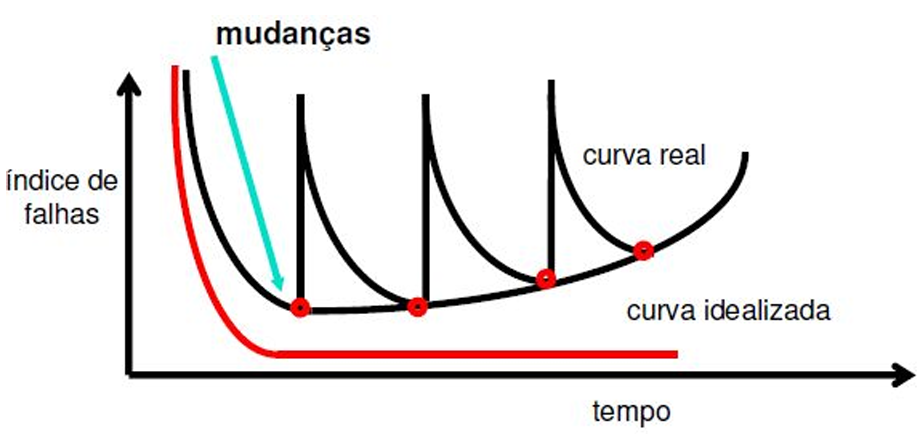 mudanças
índice de
falhas
curva real
curva idealizada
tempo